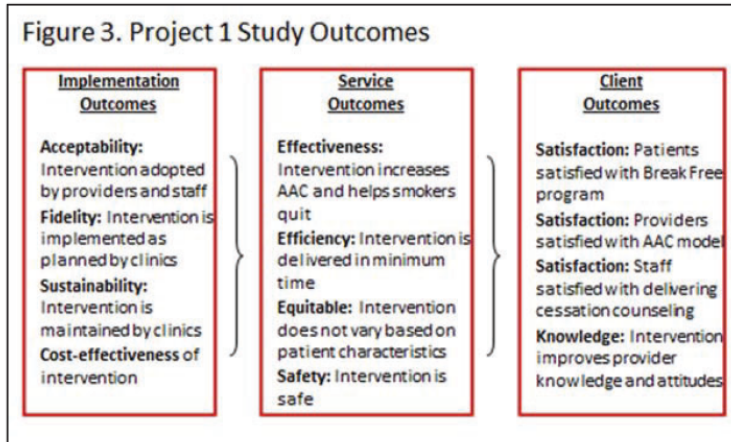 Figure 3. Project 1 Study Outcomes
Implementation
Outcomes
Acceptability:
Intervention adopted
by providers and staff
Fidelity: Intervention is
implemented as
planned by clinics
Sustainability:
Intervention is
maintained by clinics
Cost-effectiveness of
intervention
Service
Outcomes
Effectiveness:
Intervention increases
AAC and helps smokers
quit
Efficiency: Intervention is
delivered in minimum
time
Equitable: Intervention
does not vary based on
patient characteristics
Safety: Intervention is
safe
Client
Outcomes
Satisfaction: Patients
satisfied with Break Free
program
Satisfaction: Providers
satisfied with AAC model
Satisfaction: Staff
satisfied with delivering
cessation counseling
Knowledge: Intervention
improves provider
knowledge and attitudes